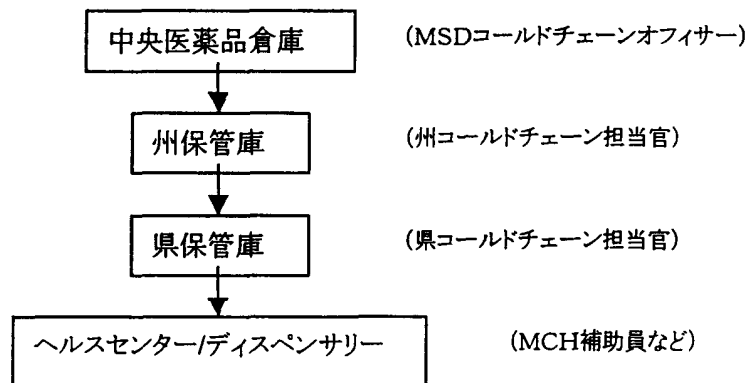 中央医薬品倉庫 (MSDコールドチェーンオフィサー)
州保管庫 (州コールドチェーン担当官)
県保管庫 (県コールドチェーン担当官)
ヘルスセンター/ディスペンサリー (MCH補助員など)